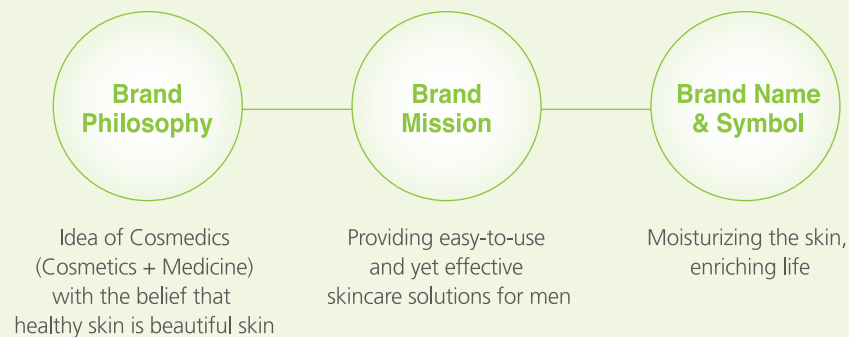 Brand
Philosophy
Idea of Cosmedics
(Cosmetics + Medicine)
with the belief that
healthy skin is beautiful skin
Brand
Mission
Providing easy-to-use
and yet effective
skincare solutions for men
Brand Name
& Symbol
Moisturizing the skin,
enriching life